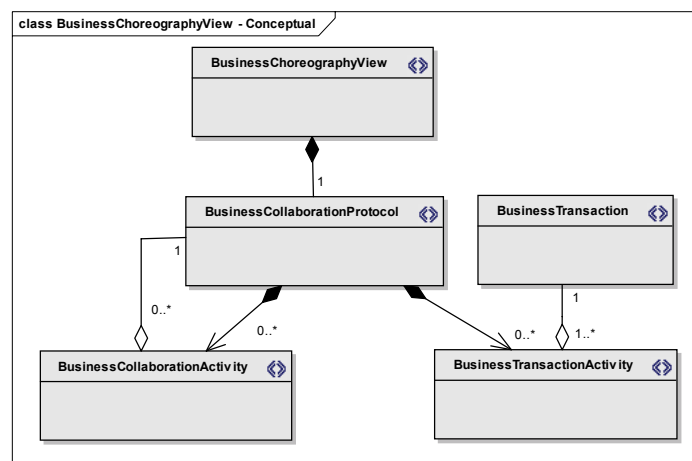 class BusinessChoreographyView - Conceptual
BusinessChoreographyView
1
BusinessCollaborationProtocol
BusinessTransaction
1
1
0..*
0..*
0..*
1..*
BusinessCollaborationActivity
BusinessTransactionActivity